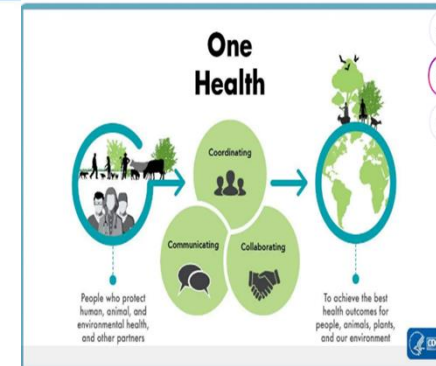 One
Health
Coordinating
Communicating
Collaborating
People who protect
human, animal, and
environmental health,
and other partners
To achieve the best
health outcomes for
people, animals, plants,
and our environment